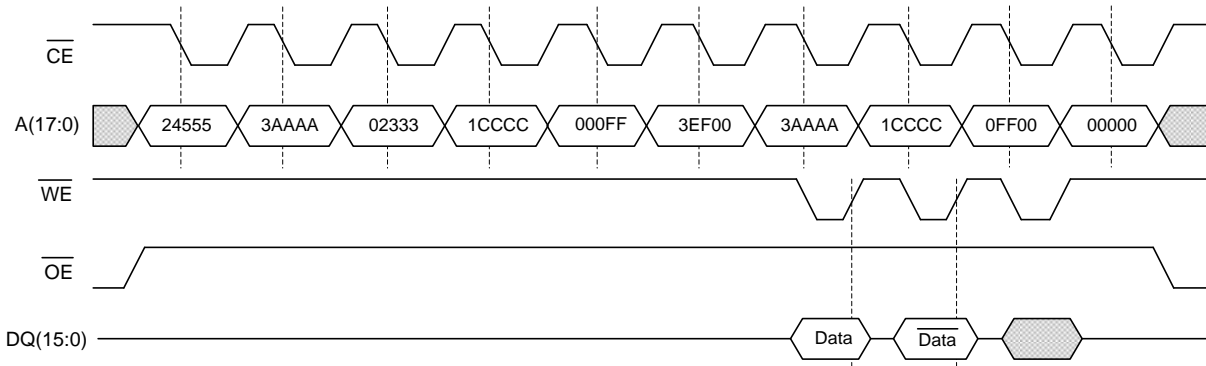 CE
A(17:0) 24555 3AAAA 02333 1CCCC 000FF 3EF00 3AAAA 1CCCC 0FF00 00000
WE
OE
DQ(15:0) Data Data